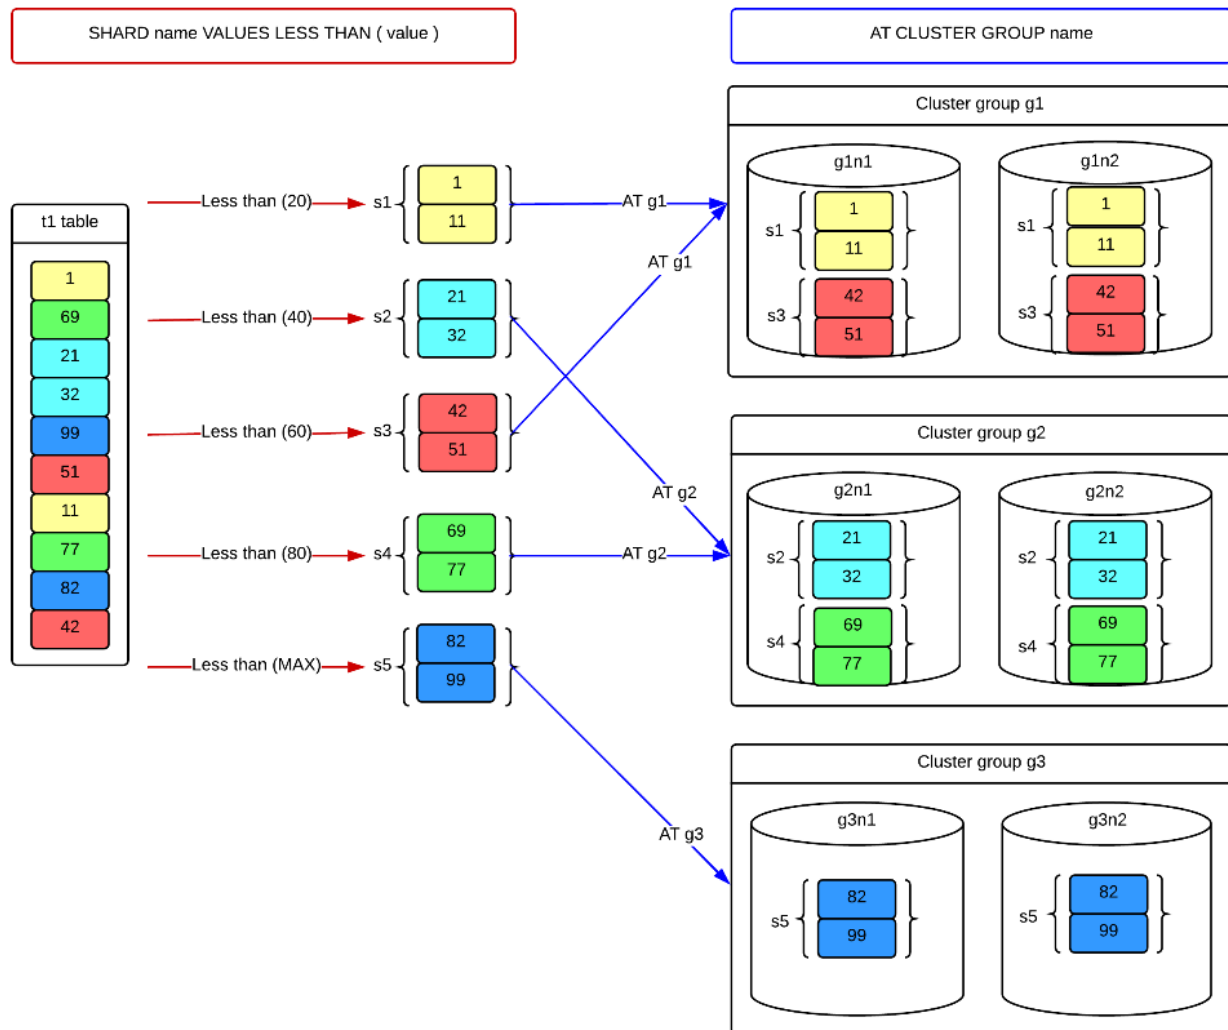 SHARD name VALUES LESS THAN ( value )
AT CLUSTER GROUP name
t1 table
1
69
21
32
99
51
11
77
82
42
Less than (20)
s1
1
11
AT g1
Less than (40)
s2
21
32
AT g2
Less than (60)
s3
42
51
AT g1
Less than (80)
s4
69
77
AT g2
Less than (MAX)
s5
82
99
AT g3
Cluster group g1
g1n1
s1
1
11
s3
42
51
g1n2
s1
1
11
s3
42
51
Cluster group g2
g2n1
s2
21
32
s4
69
77
g2n2
s2
21
32
s4
69
77
Cluster group g3
g3n1
s5
82
99
g3n2
s5
82
99